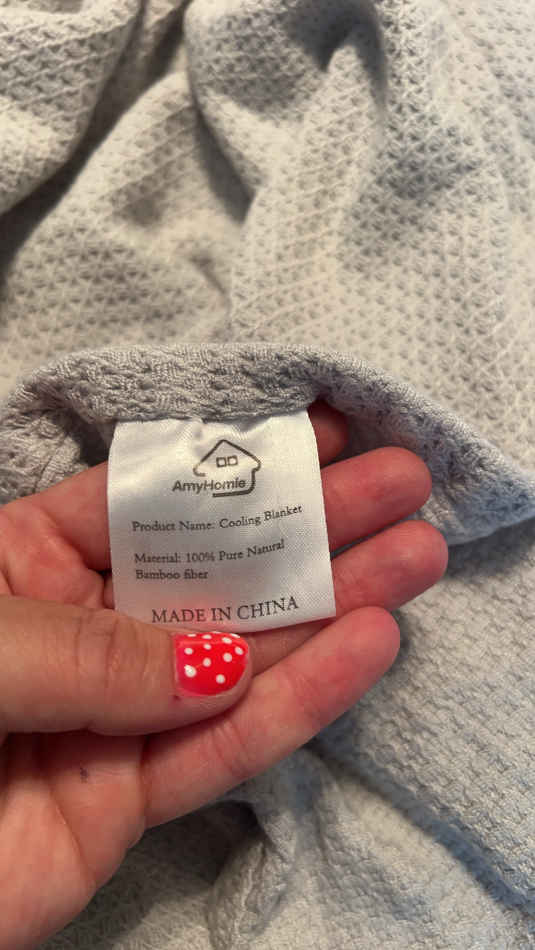 AmyHomie
Product Name: Cooling Blanket
Material: 100% Pure Natural
Bamboo fiber
MADE IN CHINA